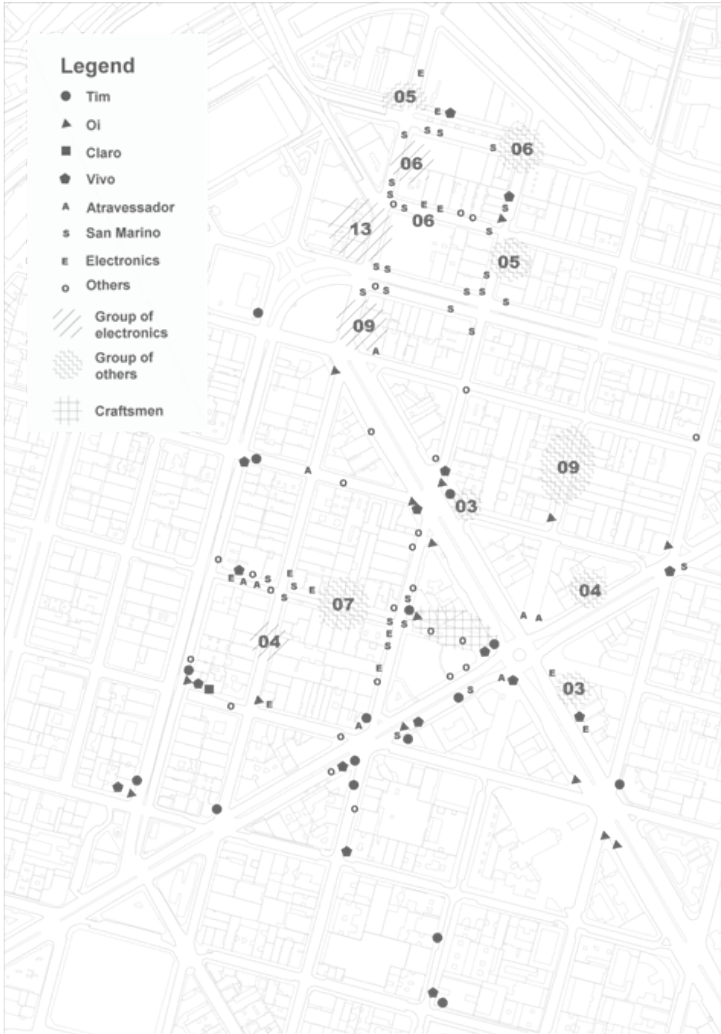 Legend
Tim
Oi
Claro
Vivo
A Atravessador
S San Marino
E Electronics
O Others
Group of
electronics
Group of
others
Craftsmen
E
05
E
S S S
S 06
06
S
S
O S E E O O S
06
13
S
05
S S
S
S O S S S S
S
09
S
A
O
O
O
O
09
A
O
03
O
O
O
S
O S E
E A A O S S E
O
04
07
S
O
A A
S S
E O
S
04 O
O
E O O
E
A
O
03
S
O E
A
E
S
O
O
O